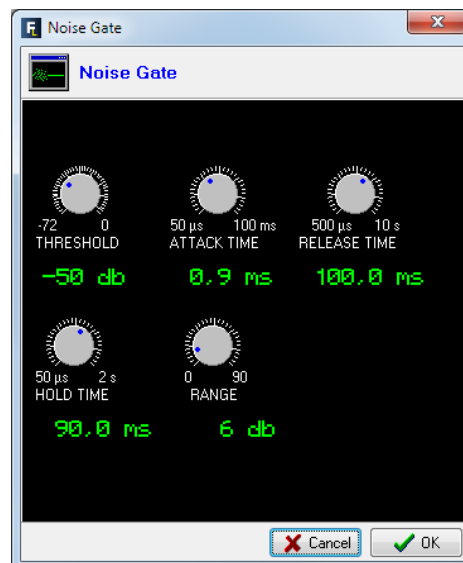 Noise Gate
Noise Gate
-72 0 50 µs 100 ms 500 µs 10 s
THRESHOLD ATTACK TIME RELEASE TIME
-50 db 0,9 ms 100,0 ms
50 µs 2 s 0 90
HOLD TIME RANGE
90,0 ms 6 db
Cancel OK